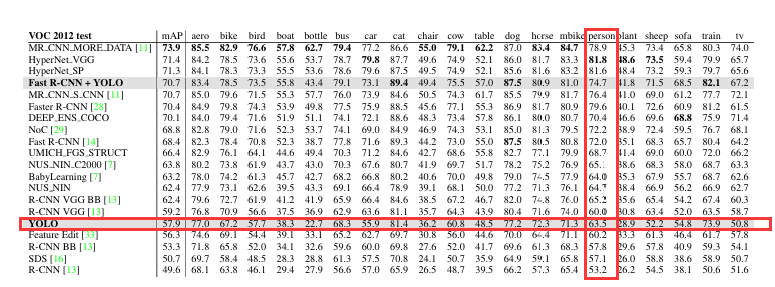 VOC 2012 test mAP aero bike bird boat bottle bus car cat chair cow table dog horse mbike person plant sheep sofa train tv
MR_CNN_MORE_DATA [11] 73.9 85.5 82.9 76.6 57.8 62.7 79.4 77.2 86.6 55.0 79.1 62.2 87.0 83.4 84.7 78.9 45.3 73.4 65.8 80.3 74.0
HyperNet_VGG 71.4 84.2 78.5 73.6 55.6 53.7 78.7 79.8 87.7 49.6 74.9 52.1 86.0 81.7 83.3 81.8 48.6 73.5 59.4 79.9 65.7
HyperNet_SP 71.3 84.1 78.3 73.3 55.5 53.6 78.6 79.6 87.5 49.5 74.9 52.1 85.6 81.6 83.2 81.6 48.4 73.2 59.3 79.7 65.6
Fast R-CNN + YOLO 70.7 83.4 78.5 73.5 55.8 43.4 79.1 73.1 89.4 49.4 75.5 57.0 87.5 80.9 81.0 74.7 41.8 71.5 68.5 82.1 67.2
MR_CNN_S_CNN [11] 70.7 85.0 79.6 71.5 55.3 57.7 76.0 73.9 84.6 50.5 74.3 61.7 85.5 79.9 81.7 76.4 41.0 69.0 61.2 77.7 72.1
Faster R-CNN [28] 70.4 84.9 79.8 74.3 53.9 49.8 77.5 75.9 88.5 45.6 77.1 55.3 86.9 81.7 80.9 79.6 40.1 72.6 60.9 81.2 61.5
DEEP_ENS_COCO 70.1 84.0 79.4 71.6 51.9 51.1 74.1 72.1 88.6 48.3 73.4 57.8 86.1 80.0 80.7 70.4 46.6 69.6 68.8 75.9 71.4
NoC [29] 68.8 82.8 79.0 71.6 52.3 53.7 74.1 69.0 84.9 46.9 74.3 53.1 85.0 81.3 79.5 72.2 38.9 72.4 59.5 76.7 68.1
Fast R-CNN [14] 68.4 82.3 78.4 70.8 52.3 38.7 77.8 71.6 89.3 44.2 73.0 55.0 87.5 80.5 80.8 72.0 35.1 68.3 65.7 80.4 64.2
UMICH_FGS_STRUCT 66.4 82.9 76.1 64.1 44.6 49.4 70.3 71.2 84.6 42.7 68.6 55.8 82.7 77.1 79.9 68.7 41.4 69.0 60.0 72.0 66.2
NUS_NIN_C2000 [7] 63.8 80.2 73.8 61.9 43.7 43.0 70.3 67.6 80.7 41.9 69.7 51.7 78.2 75.2 76.9 65.1 38.6 68.3 58.0 68.7 63.3
BabyLearning [7] 63.2 78.0 74.2 61.3 45.7 42.7 68.2 66.8 80.2 40.6 70.0 49.8 79.0 74.5 77.9 64.0 35.3 67.9 55.7 68.7 62.6
NUS_NIN 62.4 77.9 73.1 62.6 39.5 43.3 69.1 66.4 78.9 39.1 68.1 50.0 77.2 71.3 76.1 64.7 38.4 66.9 56.2 66.9 62.7
R-CNN VGG BB [13] 62.4 79.6 72.7 61.9 41.2 41.9 65.9 66.4 84.6 38.5 67.2 46.7 82.0 74.8 76.0 65.2 35.6 65.4 54.2 67.4 60.3
R-CNN VGG [13] 59.2 76.8 70.9 56.6 37.5 36.9 62.9 63.6 81.1 35.7 64.3 43.9 80.4 71.6 74.0 60.0 30.8 63.4 52.0 63.5 58.7
YOLO 57.9 77.0 67.2 57.7 38.3 22.7 68.3 55.9 81.4 36.2 60.8 48.5 77.2 72.3 71.3 63.5 28.9 52.2 54.8 73.9 50.8
Feature Edit [33] 56.3 74.6 69.1 54.4 39.1 33.1 65.2 62.7 69.7 30.8 56.0 44.6 70.0 64.4 71.1 60.2 33.3 61.3 46.4 61.7 57.8
R-CNN BB [13] 53.3 71.8 65.8 52.0 34.1 32.6 59.6 60.0 69.8 27.6 52.0 41.7 69.6 61.3 68.3 57.8 29.6 57.8 40.9 59.3 54.1
SDS [16] 50.7 69.7 58.4 48.5 28.3 28.8 61.3 57.5 70.8 24.1 50.7 35.9 64.9 59.1 65.8 57.1 26.0 58.8 38.6 58.9 50.7
R-CNN [13] 49.6 68.1 63.8 46.1 29.4 27.9 56.6 57.0 65.9 26.5 48.7 39.5 66.2 57.3 65.4 53.2 26.2 54.5 38.1 50.6 51.6